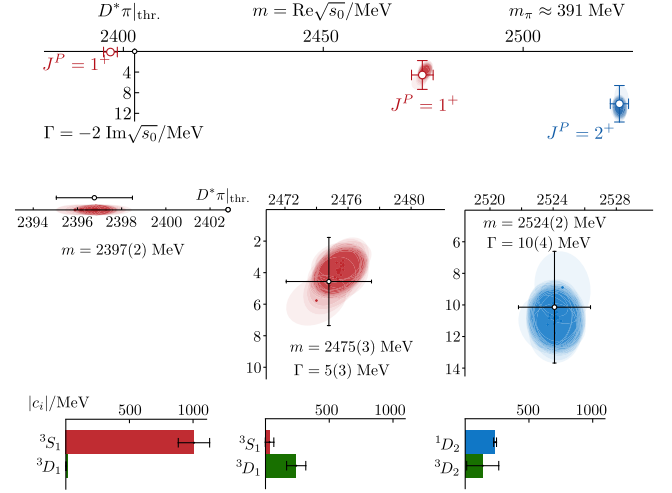 D*π|thr. m = Re√s₀/MeV mπ ≈ 391 MeV
2400 2450 2500
Jᴾ = 1⁺
4
8
12
Jᴾ = 1⁺
Jᴾ = 2⁺
Γ = −2 Im√s₀/MeV
D*π|thr.
2394 2396 2398 2400 2402
m = 2397(2) MeV
2472 2476 2480
2
4
6
8
10
m = 2475(3) MeV
Γ = 5(3) MeV
2520 2524 2528
m = 2524(2) MeV
Γ = 10(4) MeV
6
8
10
12
14
|cᵢ|/MeV 500 1000
³S₁
³D₁
500 1000
³S₁
³D₁
500 1000
¹D₂
³D₂